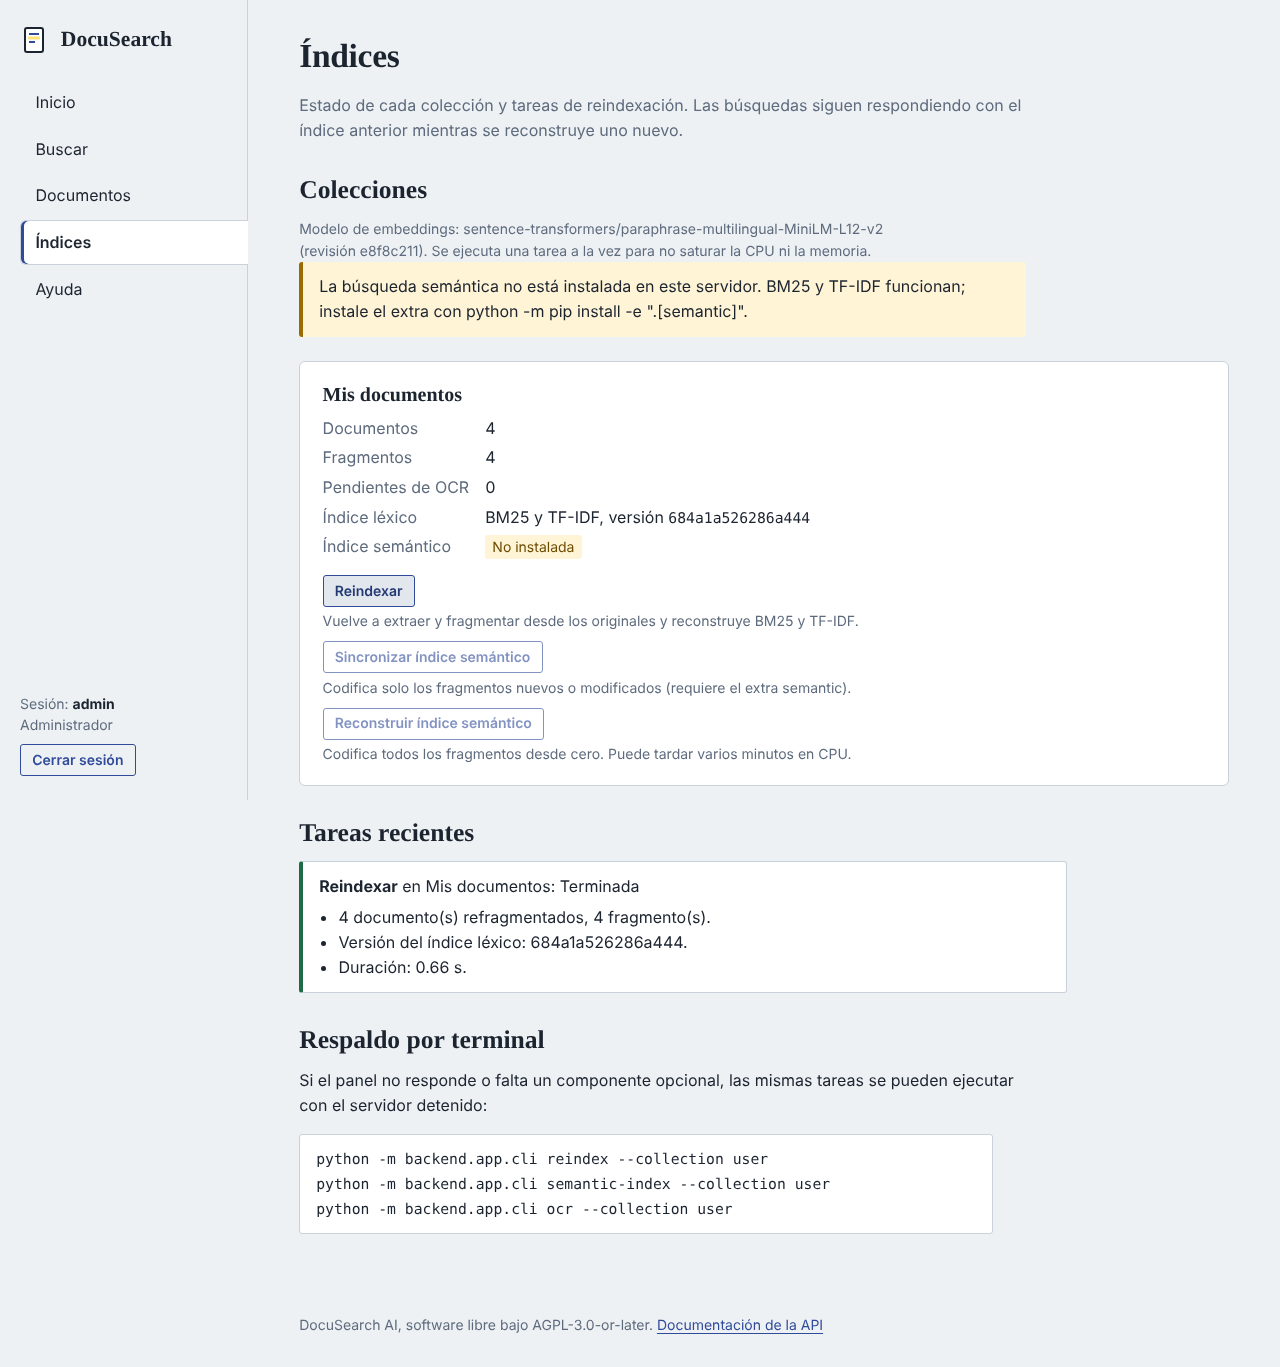 DocuSearch
Inicio
Buscar
Documentos
Índices
Ayuda
Sesión: admin
Administrador
Cerrar sesión
Índices
Estado de cada colección y tareas de reindexación. Las búsquedas siguen respondiendo con el
índice anterior mientras se reconstruye uno nuevo.
Colecciones
Modelo de embeddings: sentence-transformers/paraphrase-multilingual-MiniLM-L12-v2
(revisión e8f8c211). Se ejecuta una tarea a la vez para no saturar la CPU ni la memoria.
La búsqueda semántica no está instalada en este servidor. BM25 y TF-IDF funcionan;
instale el extra con python -m pip install -e ".[semantic]".
Mis documentos
Documentos 4
Fragmentos 4
Pendientes de OCR 0
Índice léxico BM25 y TF-IDF, versión 684a1a526286a444
Índice semántico No instalada
Reindexar
Vuelve a extraer y fragmentar desde los originales y reconstruye BM25 y TF-IDF.
Sincronizar índice semántico
Codifica solo los fragmentos nuevos o modificados (requiere el extra semantic).
Reconstruir índice semántico
Codifica todos los fragmentos desde cero. Puede tardar varios minutos en CPU.
Tareas recientes
Reindexar en Mis documentos: Terminada
• 4 documento(s) refragmentados, 4 fragmento(s).
• Versión del índice léxico: 684a1a526286a444.
• Duración: 0.66 s.
Respaldo por terminal
Si el panel no responde o falta un componente opcional, las mismas tareas se pueden ejecutar
con el servidor detenido:
python -m backend.app.cli reindex --collection user
python -m backend.app.cli semantic-index --collection user
python -m backend.app.cli ocr --collection user
DocuSearch AI, software libre bajo AGPL-3.0-or-later. Documentación de la API